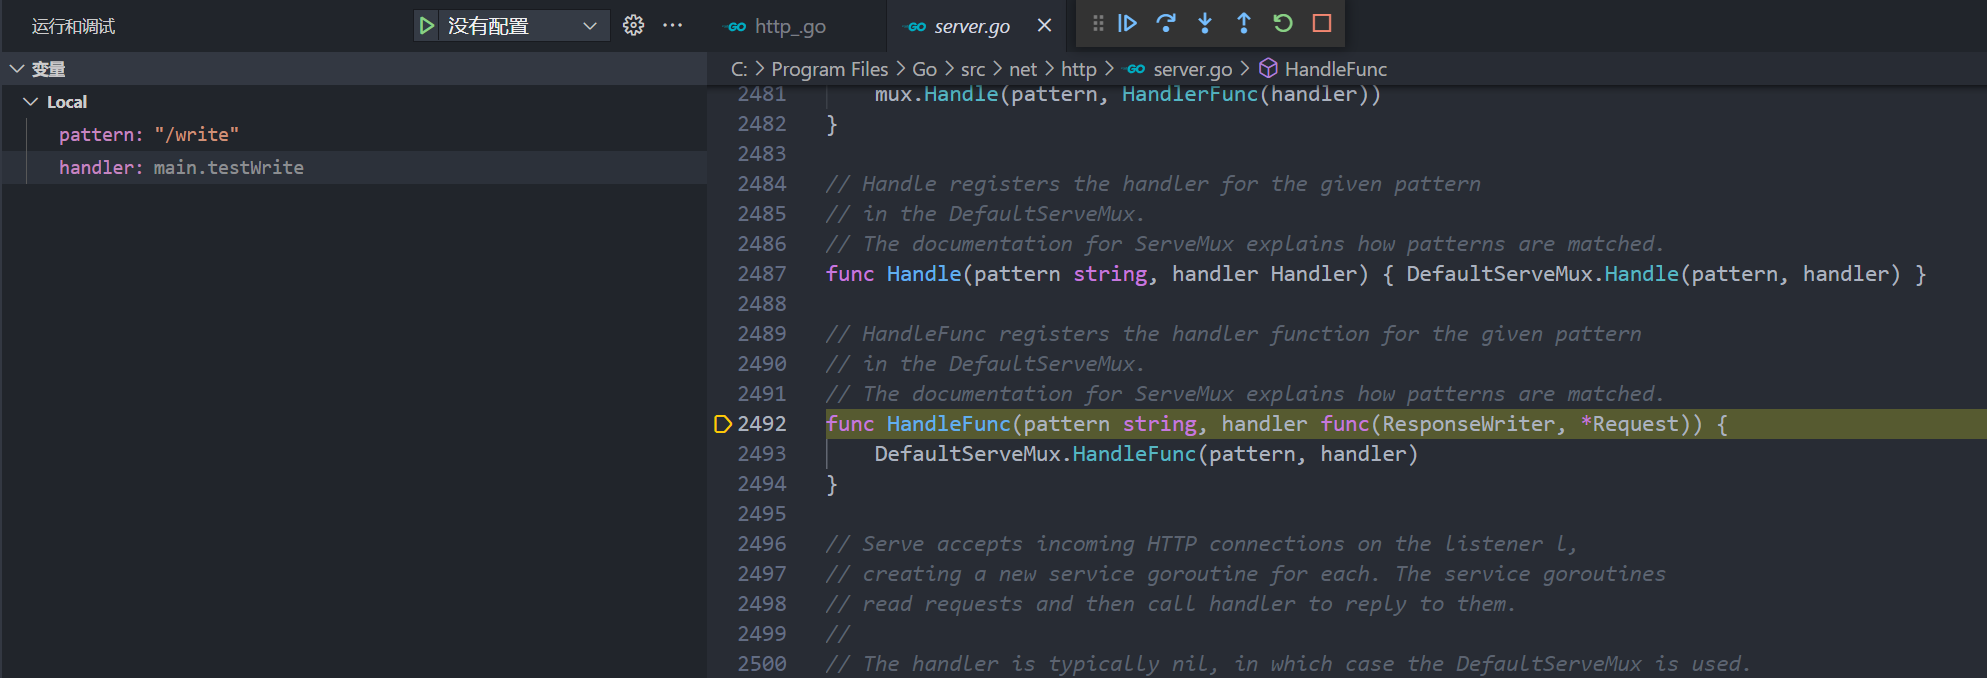 运行和调试
没有配置
http_.go
server.go
变量
Local
pattern: "/write"
handler: main.testWrite
C: > Program Files > Go > src > net > http > server.go > HandleFunc
2481 mux.Handle(pattern, HandlerFunc(handler))
2482 }
2483
2484 // Handle registers the handler for the given pattern
2485 // in the DefaultServeMux.
2486 // The documentation for ServeMux explains how patterns are matched.
2487 func Handle(pattern string, handler Handler) { DefaultServeMux.Handle(pattern, handler) }
2488
2489 // HandleFunc registers the handler function for the given pattern
2490 // in the DefaultServeMux.
2491 // The documentation for ServeMux explains how patterns are matched.
2492 func HandleFunc(pattern string, handler func(ResponseWriter, *Request)) {
2493 DefaultServeMux.HandleFunc(pattern, handler)
2494 }
2495
2496 // Serve accepts incoming HTTP connections on the listener l,
2497 // creating a new service goroutine for each. The service goroutines
2498 // read requests and then call handler to reply to them.
2499 //
2500 // The handler is typically nil, in which case the DefaultServeMux is used.